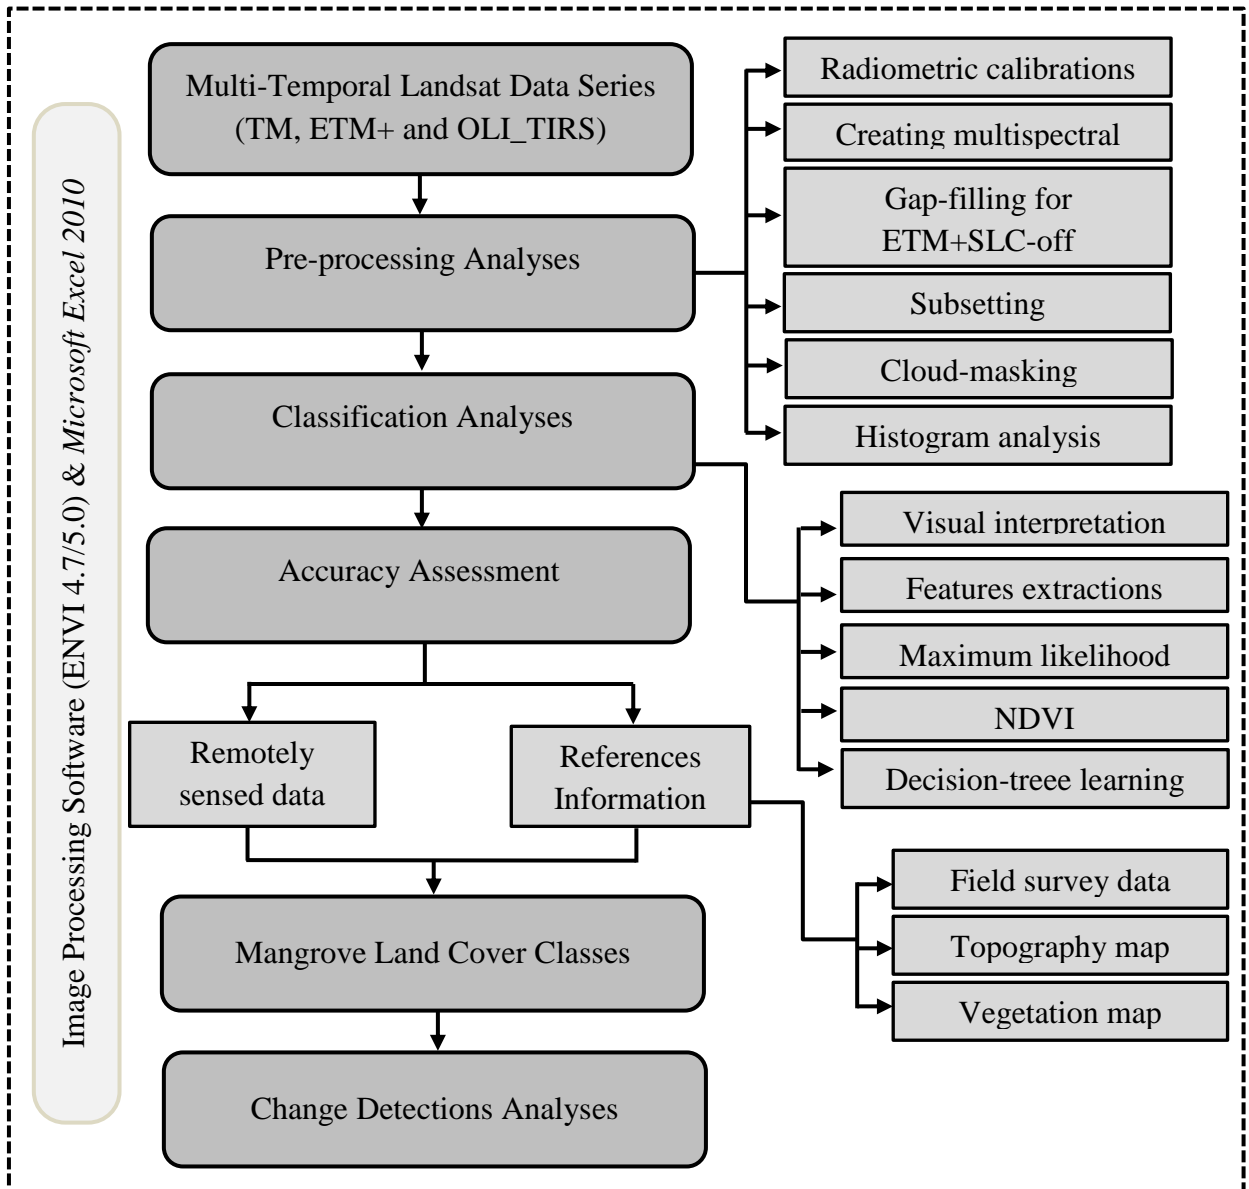 Image Processing Software (ENVI 4.7/5.0) & Microsoft Excel 2010
Multi-Temporal Landsat Data Series
(TM, ETM+ and OLI_TIRS)
Pre-processing Analyses
Radiometric calibrations
Creating multispectral
Gap-filling for
ETM+SLC-off
Subsetting
Cloud-masking
Histogram analysis
Classification Analyses
Visual interpretation
Features extractions
Maximum likelihood
NDVI
Decision-treee learning
Accuracy Assessment
Remotely
sensed data
References
Information
Field survey data
Topography map
Vegetation map
Mangrove Land Cover Classes
Change Detections Analyses